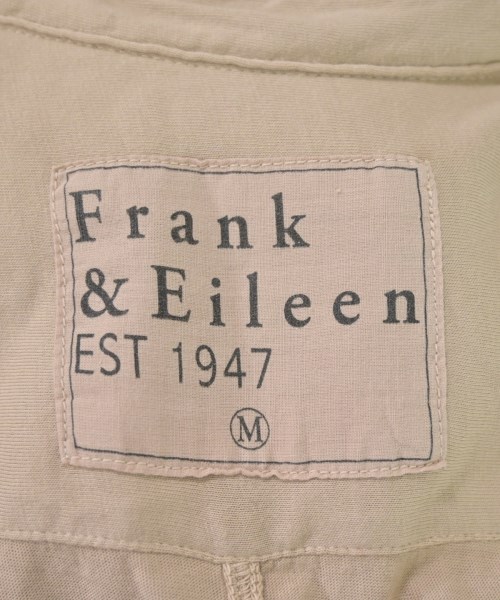 Frank
& Eileen
EST 1947
M